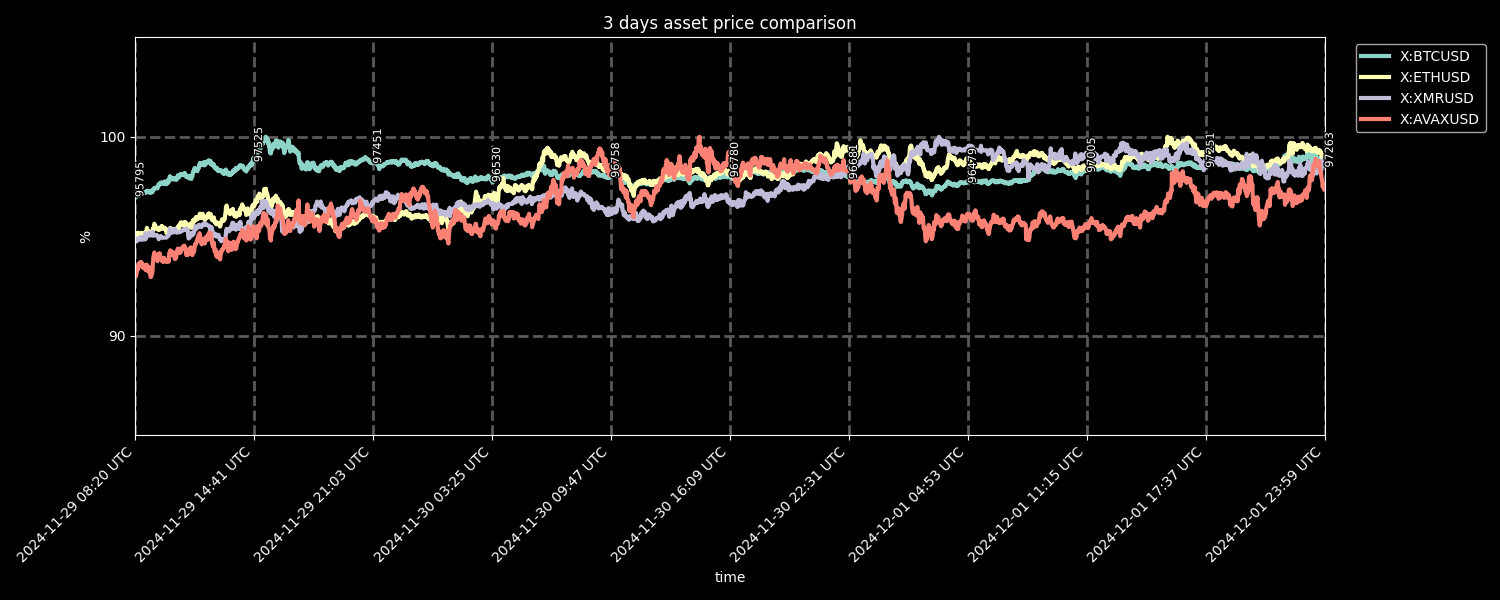 3 days asset price comparison
X:BTCUSD
X:ETHUSD
X:XMRUSD
X:AVAXUSD
100
90
%
95795
97525
97451
96530
96758
96780
96681
96479
97005
97251
97263
2024-11-29 08:20 UTC
2024-11-29 14:41 UTC
2024-11-29 21:03 UTC
2024-11-30 03:25 UTC
2024-11-30 09:47 UTC
2024-11-30 16:09 UTC
2024-11-30 22:31 UTC
2024-12-01 04:53 UTC
2024-12-01 11:15 UTC
2024-12-01 17:37 UTC
2024-12-01 23:59 UTC
time